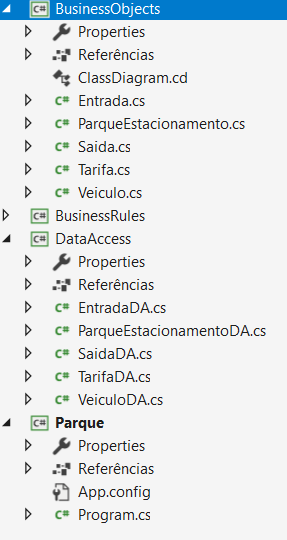 C# BusinessObjects
Properties
Referências
ClassDiagram.cd
C# Entrada.cs
C# ParqueEstacionamento.cs
C# Saida.cs
C# Tarifa.cs
C# Veiculo.cs
C# BusinessRules
C# DataAccess
Properties
Referências
C# EntradaDA.cs
C# ParqueEstacionamentoDA.cs
C# SaidaDA.cs
C# TarifaDA.cs
C# VeiculoDA.cs
C# Parque
Properties
Referências
App.config
C# Program.cs